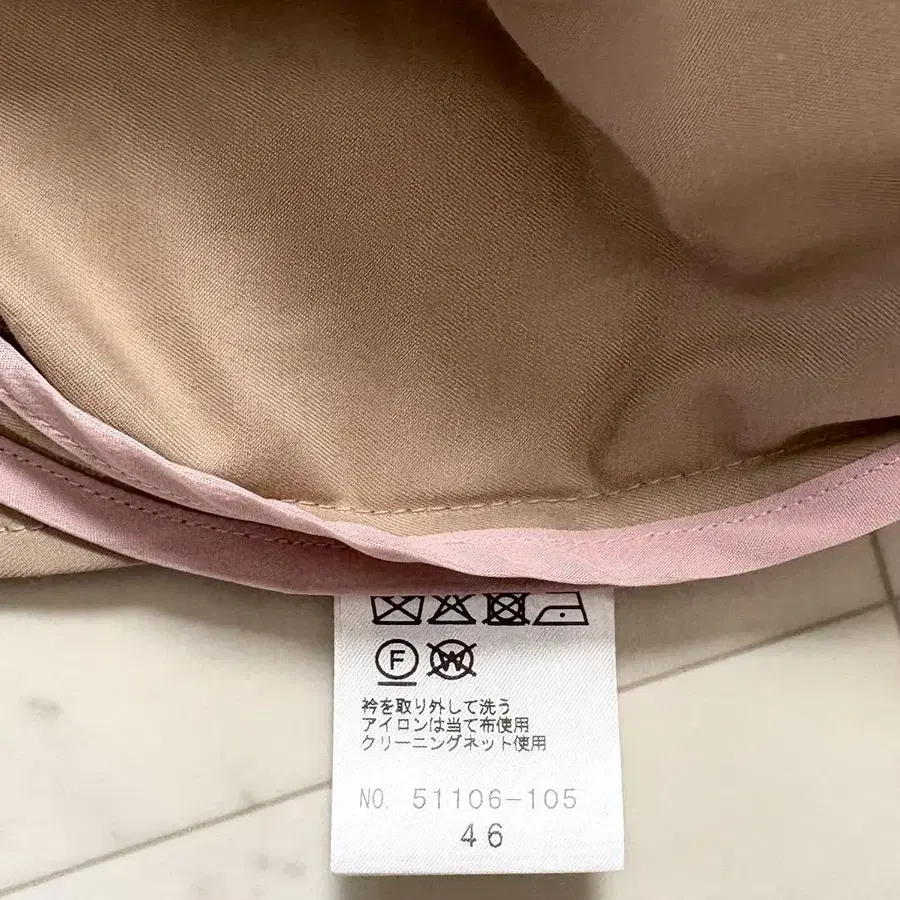 F W
衿を取り外して洗う
アイロンは当て布使用
クリーニングネット使用
NO. 51106-105
46